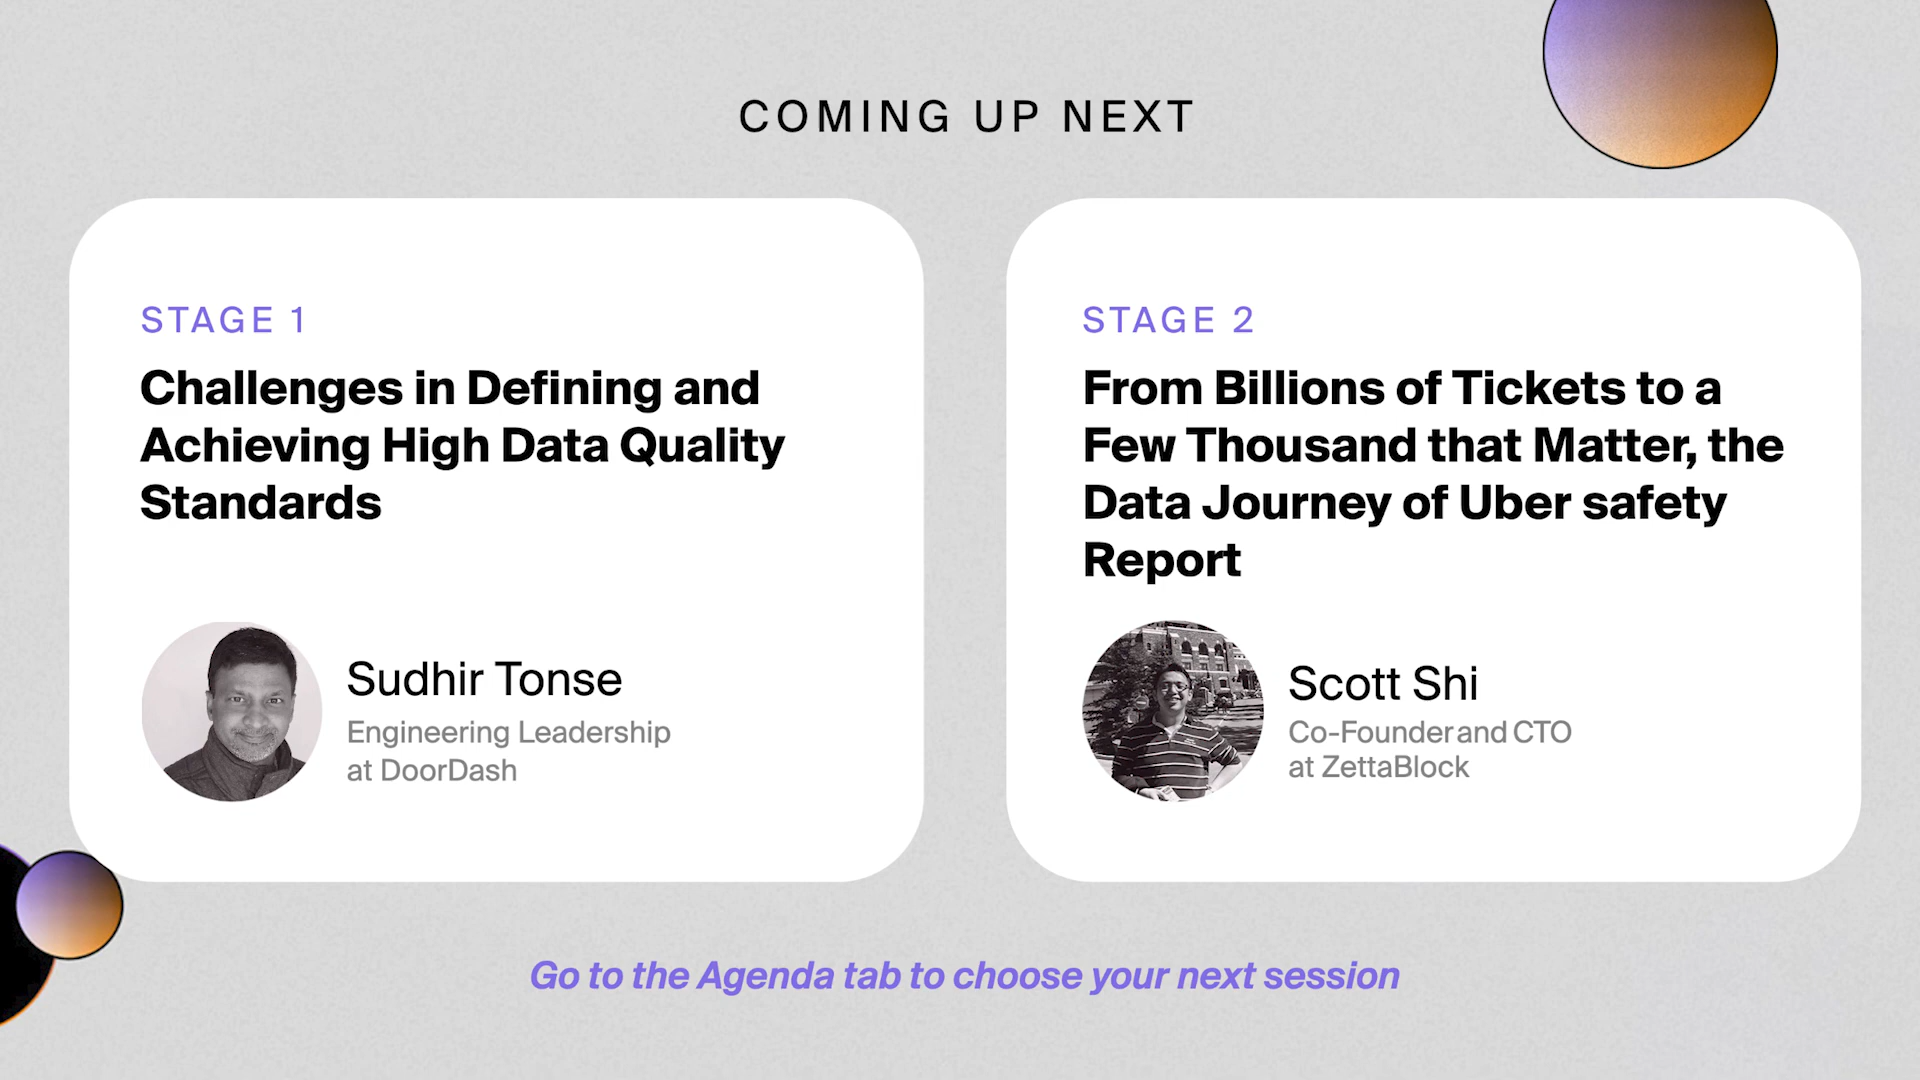 COMING UP NEXT
STAGE 1
Challenges in Defining and
Achieving High Data Quality
Standards
Sudhir Tonse
Engineering Leadership
at DoorDash
STAGE 2
From Billions of Tickets to a
Few Thousand that Matter, the
Data Journey of Uber safety
Report
Scott Shi
Co-Founder and CTO
at ZettaBlock
Go to the Agenda tab to choose your next session